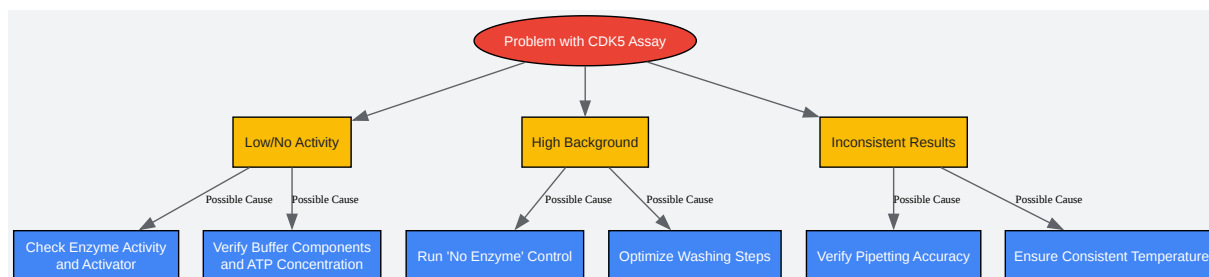 Problem with CDK5 Assay
Low/No Activity
High Background
Inconsistent Results
Possible Cause
Possible Cause
Possible Cause
Possible Cause
Possible Cause
Possible Cause
Check Enzyme Activity
and Activator
Verify Buffer Components
and ATP Concentration
Run 'No Enzyme' Control
Optimize Washing Steps
Verify Pipetting Accuracy
Ensure Consistent Temperature